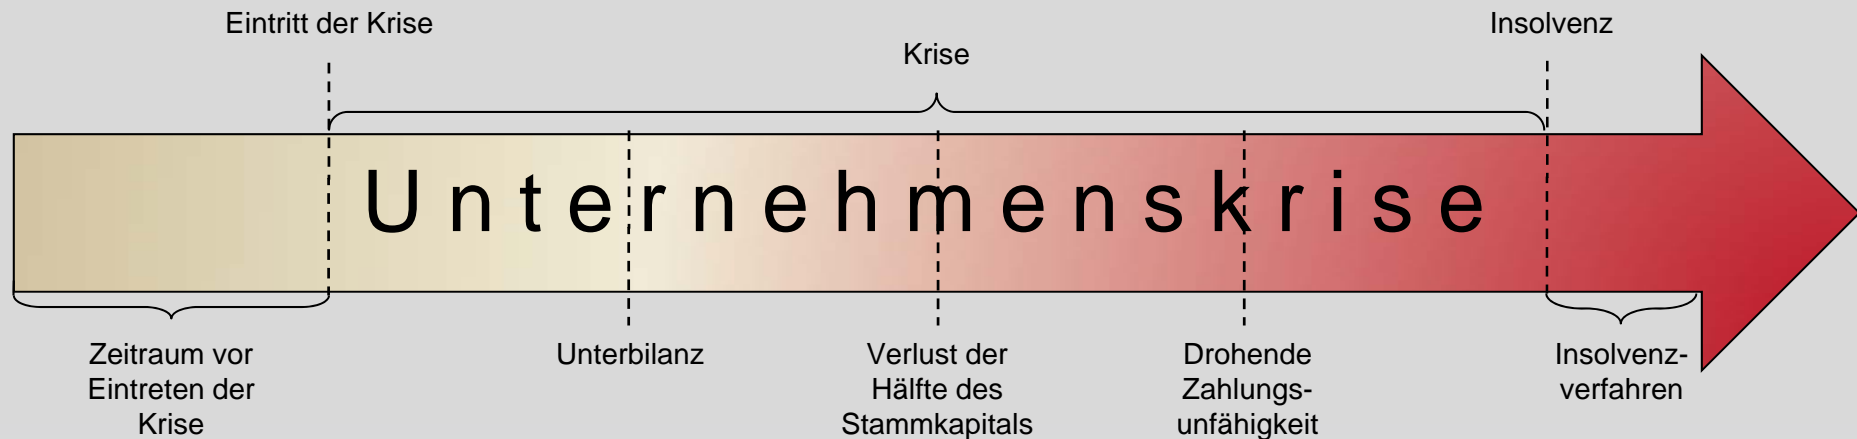 Eintritt der Krise
Insolvenz
Krise
Unternehmenskrise
Zeitraum vor
Eintreten der
Krise
Unterbilanz
Verlust der
Hälfte des
Stammkapitals
Drohende
Zahlungs-
unfähigkeit
Insolvenz-
verfahren